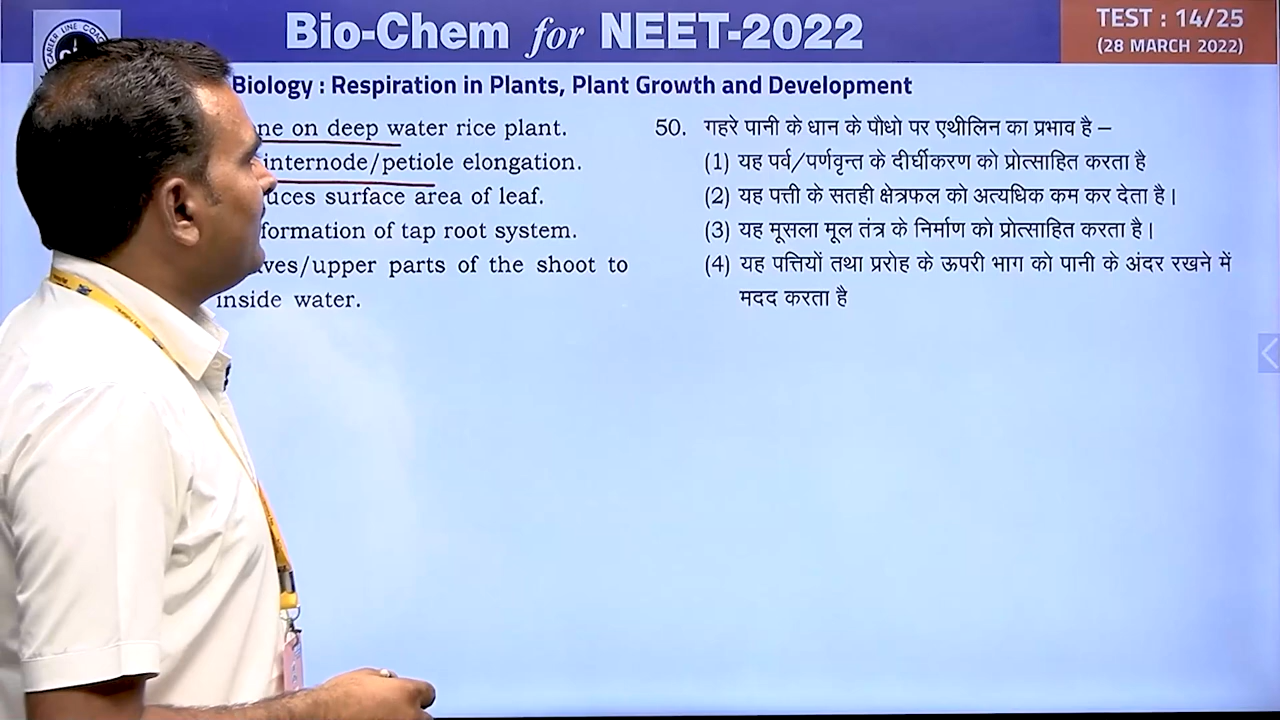 CAREER LINE
Bio-Chem for NEET-2022
TEST : 14/25
(28 MARCH 2022)
Biology : Respiration in Plants, Plant Growth and Development
on deep water rice plant.
internode/petiole elongation.
surface area of leaf.
formation of tap root system.
parts of the shoot to
inside water.
50. गहरे पानी के धान के पौधो पर एथीलिन का प्रभाव है –
(1) यह पर्व/पर्णवृन्त के दीर्घीकरण को प्रोत्साहित करता है
(2) यह पत्ती के सतही क्षेत्रफल को अत्यधिक कम कर देता है।
(3) यह मूसला मूल तंत्र के निर्माण को प्रोत्साहित करता है।
(4) यह पत्तियों तथा प्ररोह के ऊपरी भाग को पानी के अंदर रखने में
मदद करता है